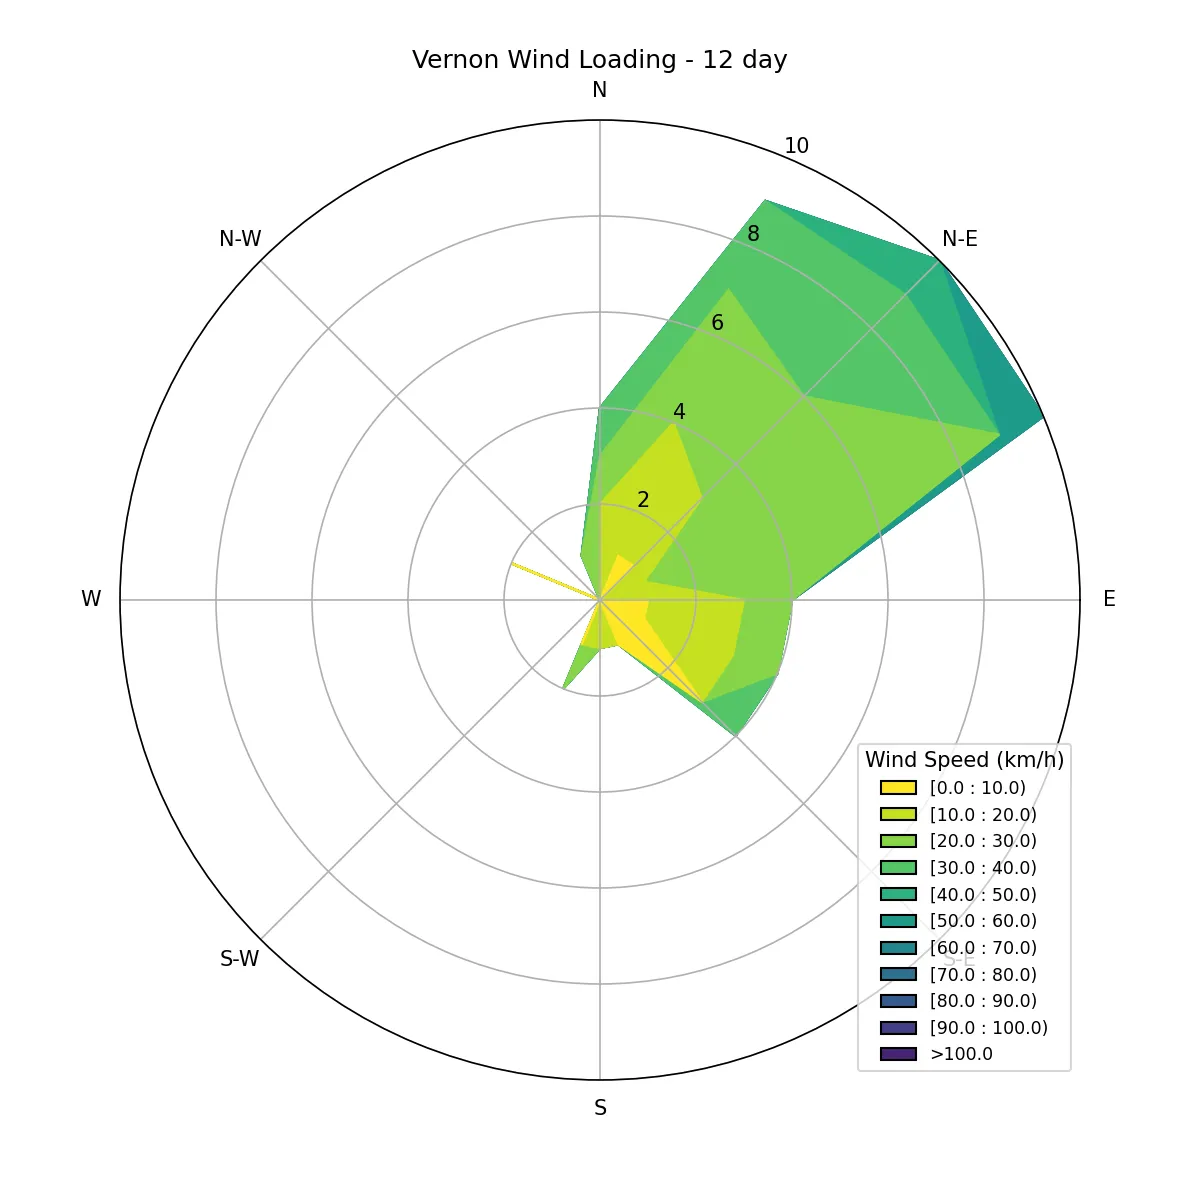 Vernon Wind Loading - 12 day
N
10
N-W
8
N-E
6
4
2
W
E
Wind Speed (km/h)
[0.0 : 10.0)
[10.0 : 20.0)
[20.0 : 30.0)
[30.0 : 40.0)
[40.0 : 50.0)
[50.0 : 60.0)
[60.0 : 70.0)
[70.0 : 80.0)
[80.0 : 90.0)
[90.0 : 100.0)
>100.0
S-W
S-E
S